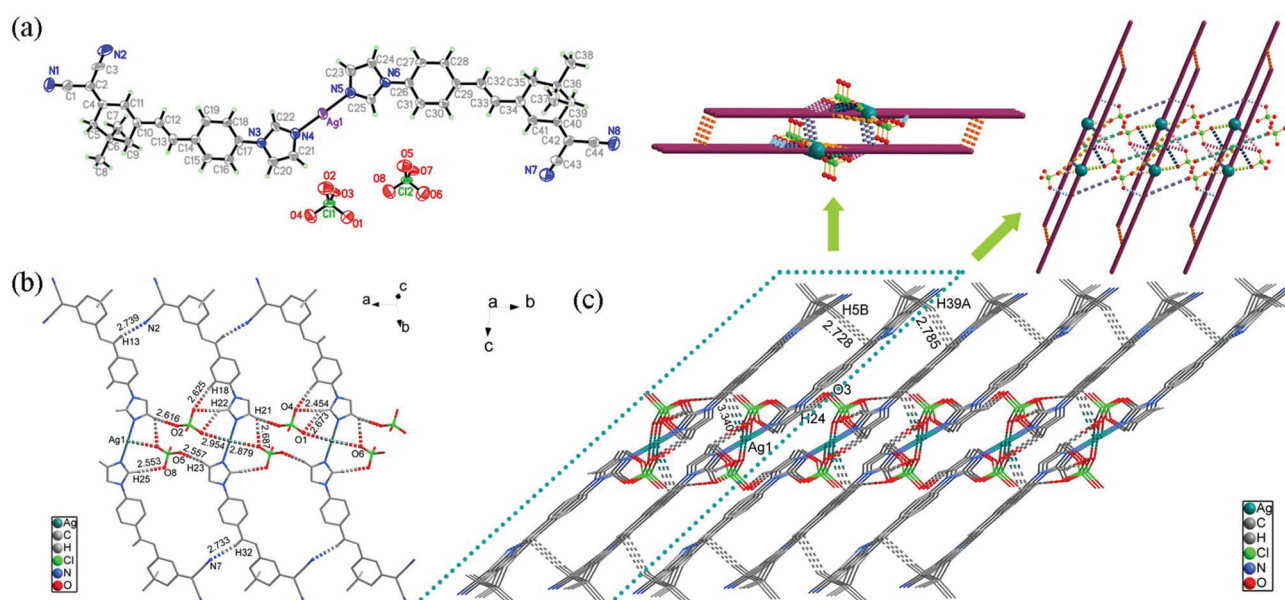 (a)
N2
N1
C3
C1
C2
C4
C11
C7
C5
C10
C12
C6
C9
C8
C13
C14
C19
C18
C15
C16
C17
N3
C22
N4
C21
C20
Ag1
C23
C24
N5
N6
C25
C26
C27
C28
C31
C30
C29
C32
C33
C34
C35
C36
C38
C37
C39
C40
C41
C42
N8
C44
C43
N7
O5
O7
O8
Cl2
O6
O2
O3
O4
Cl1
O1
(b)
2.739
N2
H13
a
c
b
2.625
H18
H22
2.616
H21
O4
2.454
O2
2.687
O1
2.673
Ag1
2.954
2.879
O6
2.557
O5
H23
2.553
O8
H25
2.733
H32
N7
Ag
C
H
Cl
N
O
a
b
c
(c)
H5B
2.728
H39A
2.785
O3
3.340
H24
Ag1
Ag
C
H
Cl
N
O